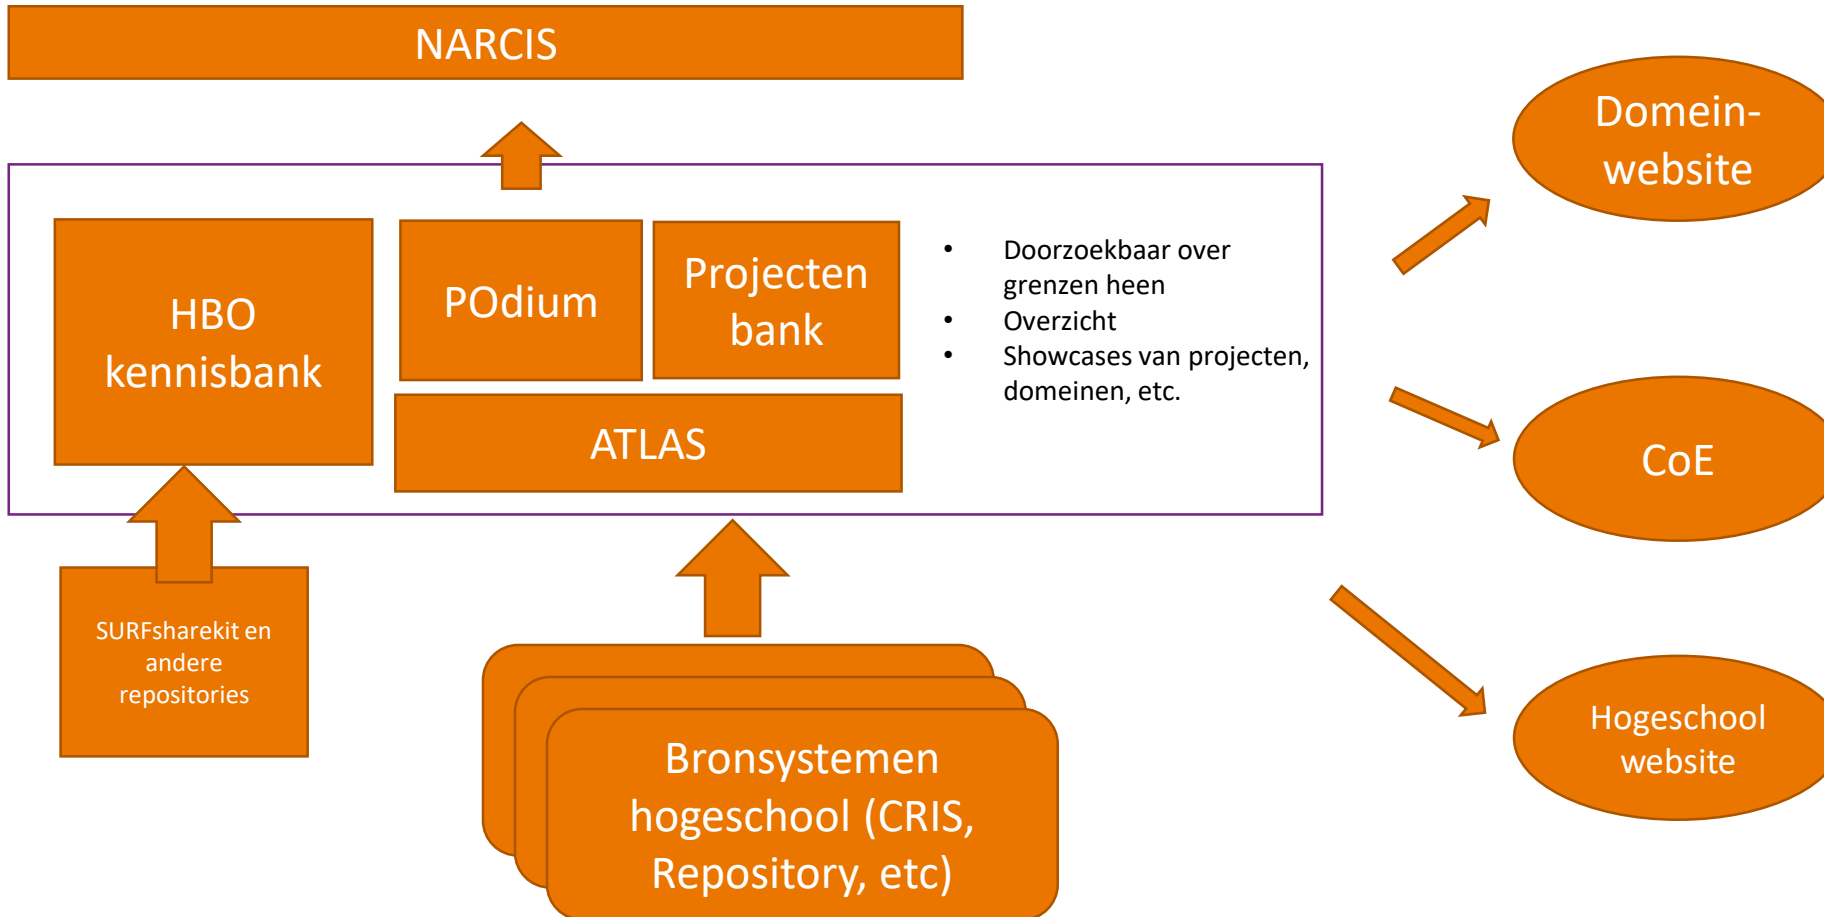 NARCIS
HBO
kennisbank
POdium
Projecten
bank
ATLAS
• Doorzoekbaar over
grenzen heen
• Overzicht
• Showcases van projecten,
domeinen, etc.
SURFsharekit en
andere
repositories
Bronsystemen
hogeschool (CRIS,
Repository, etc)
Domein-
website
CoE
Hogeschool
website